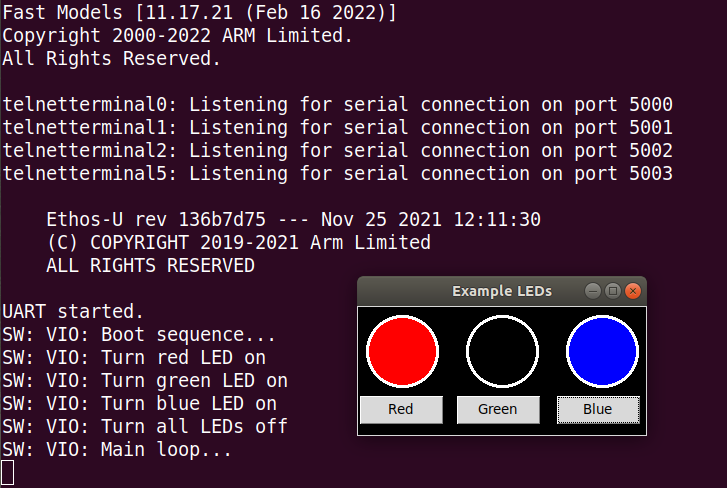 Fast Models [11.17.21 (Feb 16 2022)]
Copyright 2000-2022 ARM Limited.
All Rights Reserved.
telnetterminal0: Listening for serial connection on port 5000
telnetterminal1: Listening for serial connection on port 5001
telnetterminal2: Listening for serial connection on port 5002
telnetterminal5: Listening for serial connection on port 5003
Ethos-U rev 136b7d75 --- Nov 25 2021 12:11:30
(C) COPYRIGHT 2019-2021 Arm Limited
ALL RIGHTS RESERVED
UART started.
SW: VIO: Boot sequence...
SW: VIO: Turn red LED on
SW: VIO: Turn green LED on
SW: VIO: Turn blue LED on
SW: VIO: Turn all LEDs off
SW: VIO: Main loop...
Example LEDs
Red Green Blue